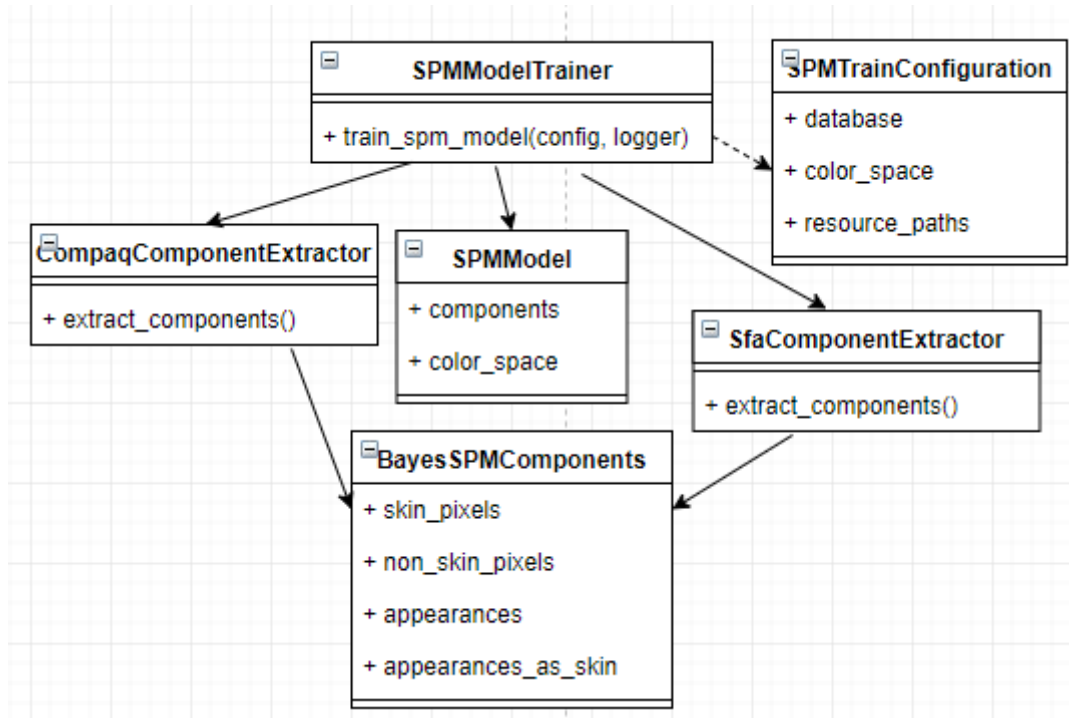 SPMModelTrainer
+ train_spm_model(config, logger)
SPMTrainConfiguration
+ database
+ color_space
+ resource_paths
CompaqComponentExtractor
+ extract_components()
SPMModel
+ components
+ color_space
SfaComponentExtractor
+ extract_components()
BayesSPMComponents
+ skin_pixels
+ non_skin_pixels
+ appearances
+ appearances_as_skin